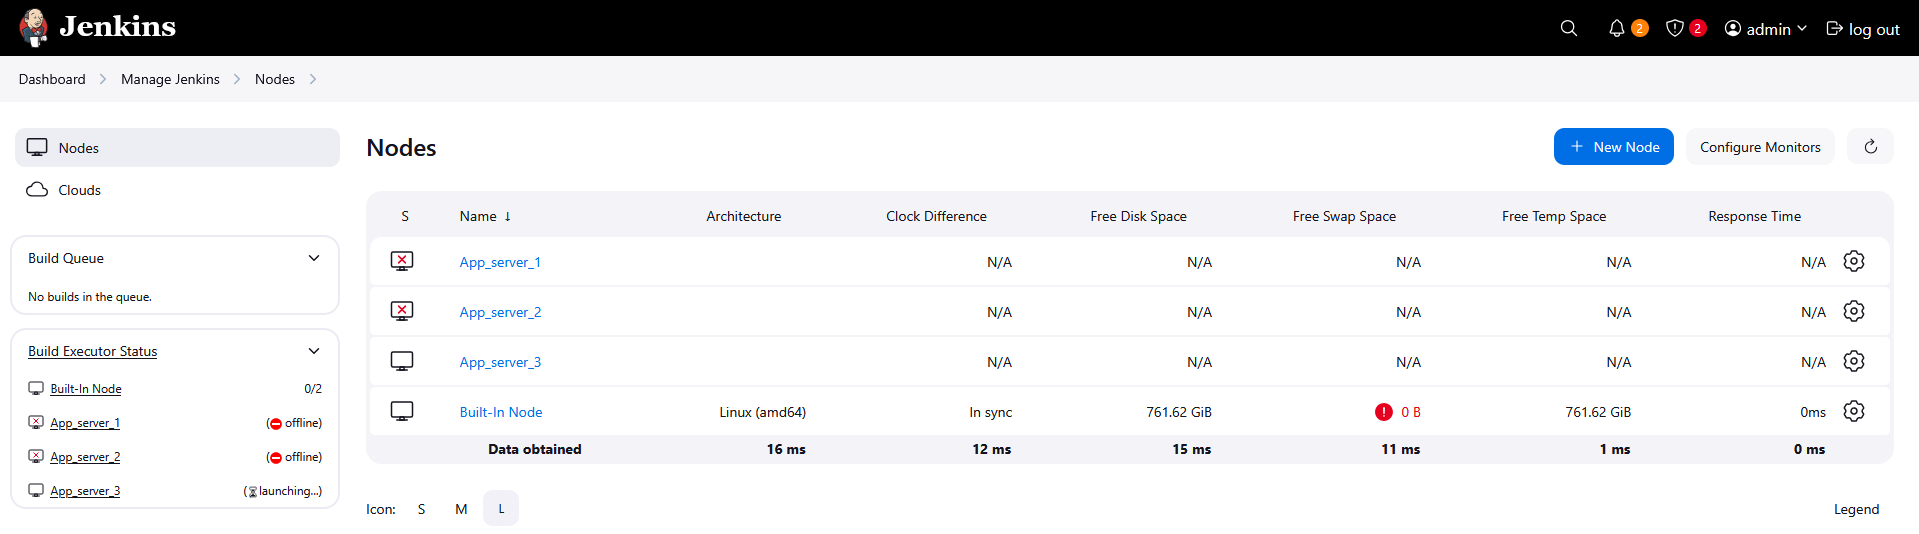 Jenkins
2
2
admin
log out
Dashboard
Manage Jenkins
Nodes
Nodes
Clouds
Build Queue
No builds in the queue.
Build Executor Status
Built-In Node 0/2
App_server_1 (offline)
App_server_2 (offline)
App_server_3 (launching...)
Nodes
+ New Node
Configure Monitors
S Name ↓ Architecture Clock Difference Free Disk Space Free Swap Space Free Temp Space Response Time
App_server_1 N/A N/A N/A N/A N/A
App_server_2 N/A N/A N/A N/A N/A
App_server_3 N/A N/A N/A N/A N/A
Built-In Node Linux (amd64) In sync 761.62 GiB 0 B 761.62 GiB 0ms
Data obtained 16 ms 12 ms 15 ms 11 ms 1 ms 0 ms
Icon: S M L
Legend